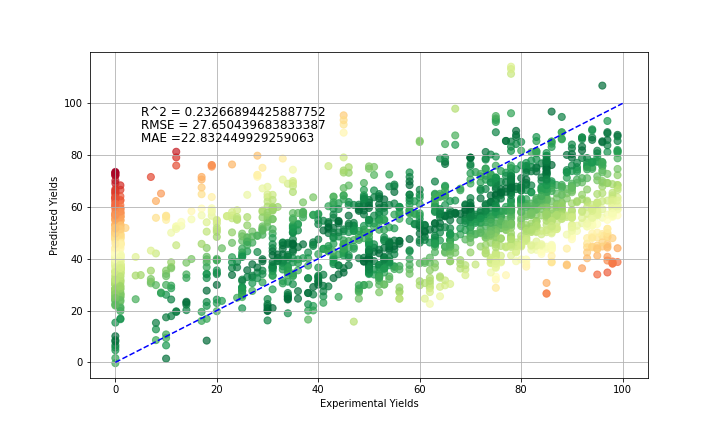 R^2 = 0.23266894425887752
RMSE = 27.650439683833387
MAE =22.832449929259063
Predicted Yields
100
80
60
40
20
0
0 20 40 60 80 100
Experimental Yields